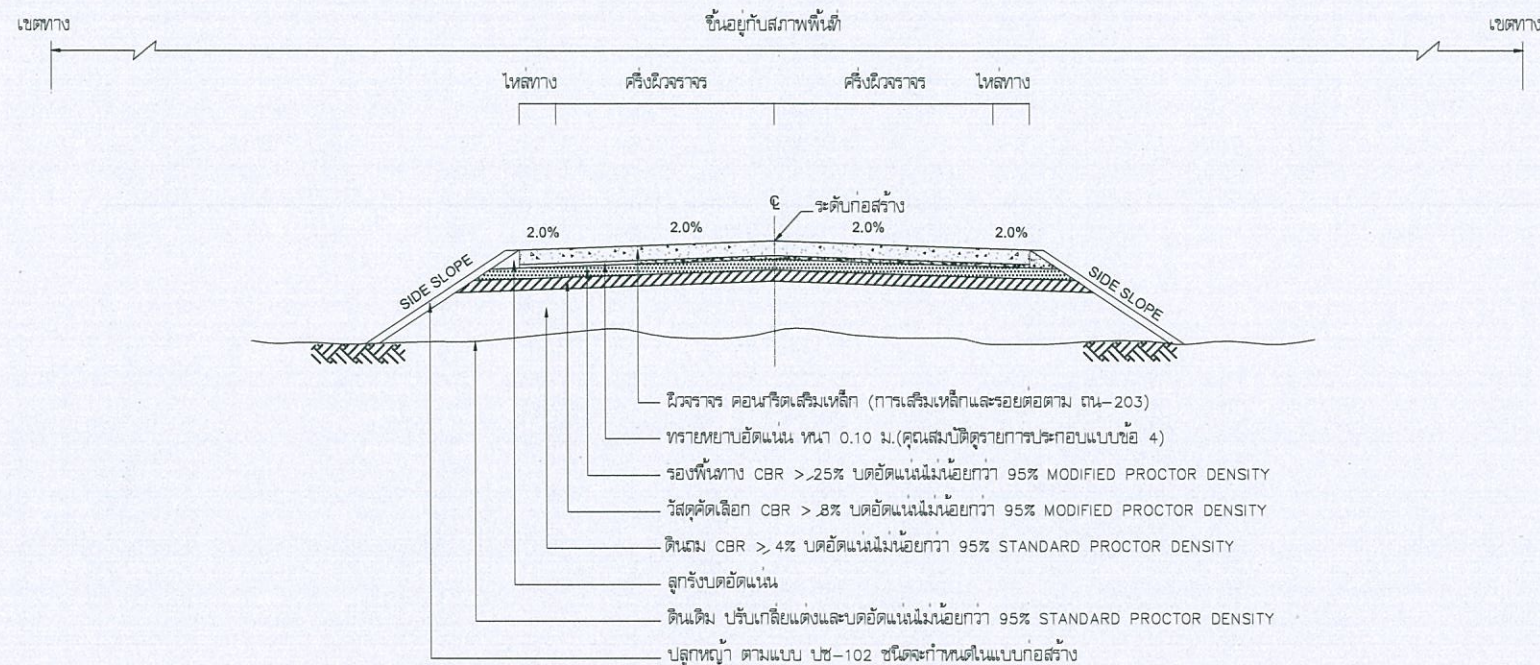 เขตทาง ขึ้นอยู่กับสภาพพื้นที่ เขตทาง
ไหล่ทาง ครึ่งผิวจราจร ครึ่งผิวจราจร ไหล่ทาง
℄ ระดับก่อสร้าง
2.0% 2.0% 2.0% 2.0%
SIDE SLOPE SIDE SLOPE
ผิวจราจร คอนกรีตเสริมเหล็ก (การเสริมเหล็กและรอยต่อตาม ถน-203)
ทรายหยาบอัดแน่น หนา 0.10 ม.(คุณสมบัติดูรายการประกอบแบบข้อ 4)
รองพื้นทาง CBR ⩾ 25% บดอัดแน่นไม่น้อยกว่า 95% MODIFIED PROCTOR DENSITY
วัสดุคัดเลือก CBR ⩾ 8% บดอัดแน่นไม่น้อยกว่า 95% MODIFIED PROCTOR DENSITY
ดินถม CBR ⩾ 4% บดอัดแน่นไม่น้อยกว่า 95% STANDARD PROCTOR DENSITY
ลูกรังบดอัดแน่น
ดินเดิม ปรับเกลี่ยแต่งและบดอัดแน่นไม่น้อยกว่า 95% STANDARD PROCTOR DENSITY
ปลูกหญ้า ตามแบบ ปช-102 ชนิดจะกำหนดในแบบก่อสร้าง